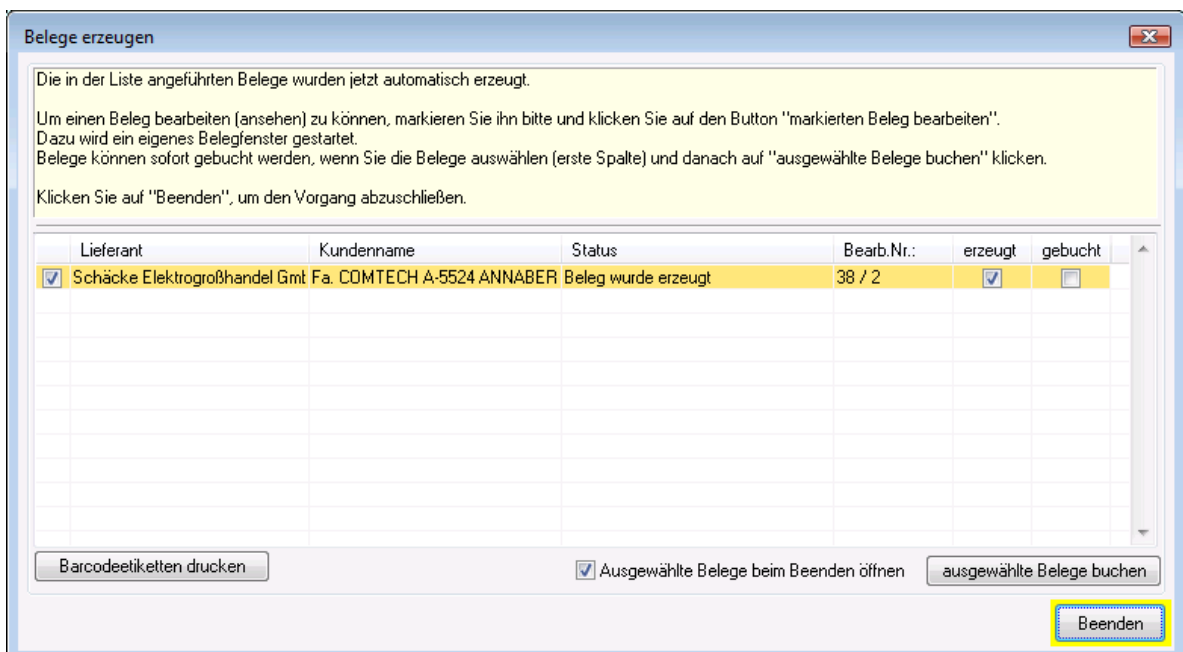 Belege erzeugen
Die in der Liste angeführten Belege wurden jetzt automatisch erzeugt.
Um einen Beleg bearbeiten (ansehen) zu können, markieren Sie ihn bitte und klicken Sie auf den Button "markierten Beleg bearbeiten".
Dazu wird ein eigenes Belegfenster gestartet.
Belege können sofort gebucht werden, wenn Sie die Belege auswählen (erste Spalte) und danach auf "ausgewählte Belege buchen" klicken.
Klicken Sie auf "Beenden", um den Vorgang abzuschließen.
Lieferant Kundenname Status Bearb.Nr.: erzeugt gebucht
Schäcke Elektrogroßhandel Gmb Fa. COMTECH A-5524 ANNABER Beleg wurde erzeugt 38 / 2
Barcodeetiketten drucken Ausgewählte Belege beim Beenden öffnen ausgewählte Belege buchen
Beenden